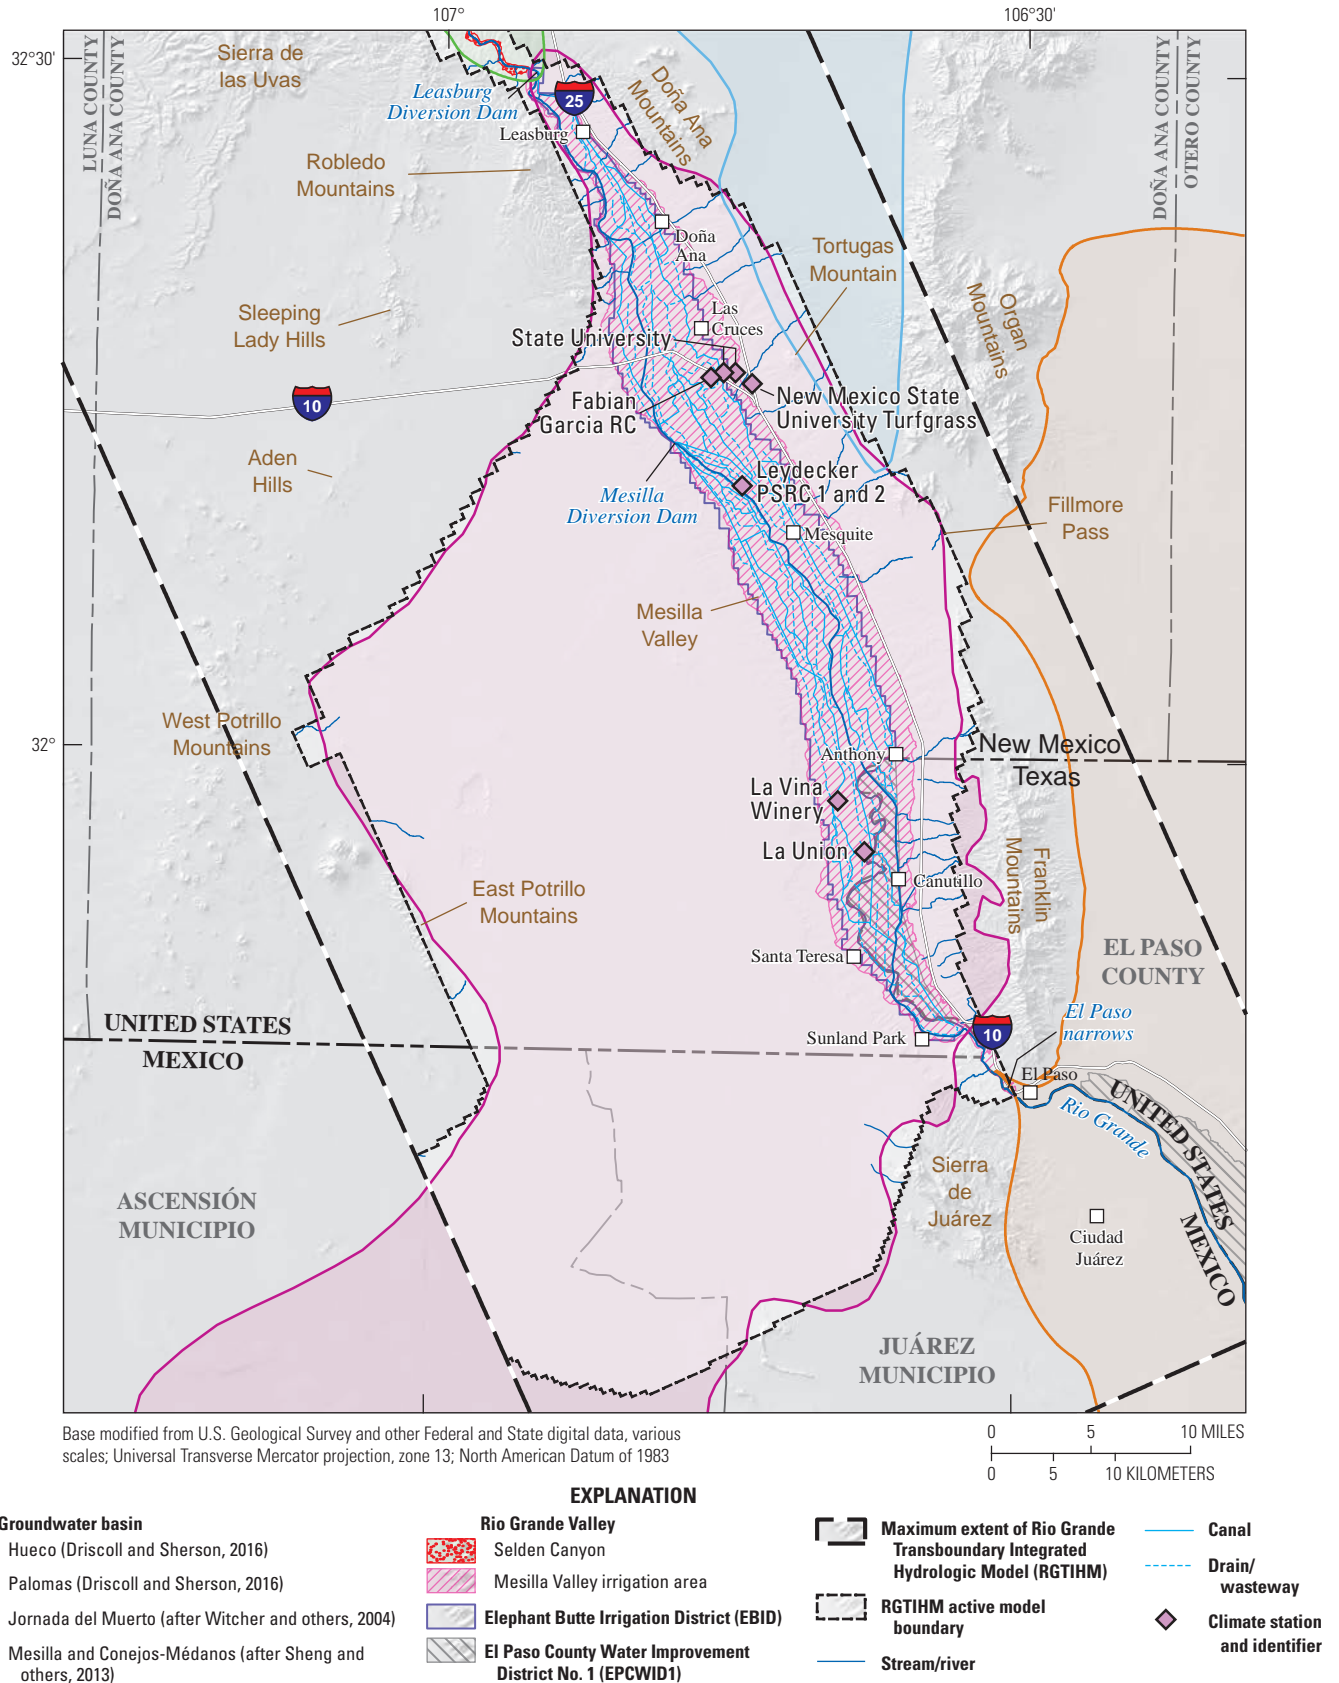 107°
106°30'
32°30'
32°
LUNA COUNTY
DOÑA ANA COUNTY
Sierra de
las Uvas
Leasburg
Diversion Dam
25
Leasburg
Doña Ana
Mountains
DOÑA ANA COUNTY
OTERO COUNTY
Robledo
Mountains
Doña
Ana
Tortugas
Mountain
Organ
Mountains
Sleeping
Lady Hills
Las
Cruces
State University
10
Fabian
Garcia RC
New Mexico State
University Turfgrass
Aden
Hills
Leydecker
PSRC 1 and 2
Mesilla
Diversion Dam
Mesquite
Fillmore
Pass
Mesilla
Valley
West Potrillo
Mountains
Anthony
New Mexico
Texas
La Vina
Winery
La Union
Canutillo
Franklin
Mountains
East Potrillo
Mountains
Santa Teresa
EL PASO
COUNTY
UNITED STATES
MEXICO
Sunland Park
10
El Paso
narrows
El Paso
Rio Grande
UNITED STATES
MEXICO
Sierra
de
Juárez
Ciudad
Juárez
ASCENSIÓN
MUNICIPIO
JUÁREZ
MUNICIPIO
Base modified from U.S. Geological Survey and other Federal and State digital data, various
scales; Universal Transverse Mercator projection, zone 13; North American Datum of 1983
0 5 10 MILES
0 5 10 KILOMETERS
EXPLANATION
Groundwater basin
Hueco (Driscoll and Sherson, 2016)
Palomas (Driscoll and Sherson, 2016)
Jornada del Muerto (after Witcher and others, 2004)
Mesilla and Conejos-Médanos (after Sheng and
others, 2013)
Rio Grande Valley
Selden Canyon
Mesilla Valley irrigation area
Elephant Butte Irrigation District (EBID)
El Paso County Water Improvement
District No. 1 (EPCWID1)
Maximum extent of Rio Grande
Transboundary Integrated
Hydrologic Model (RGTIHM)
RGTIHM active model
boundary
Stream/river
Canal
Drain/
wasteway
Climate station
and identifier